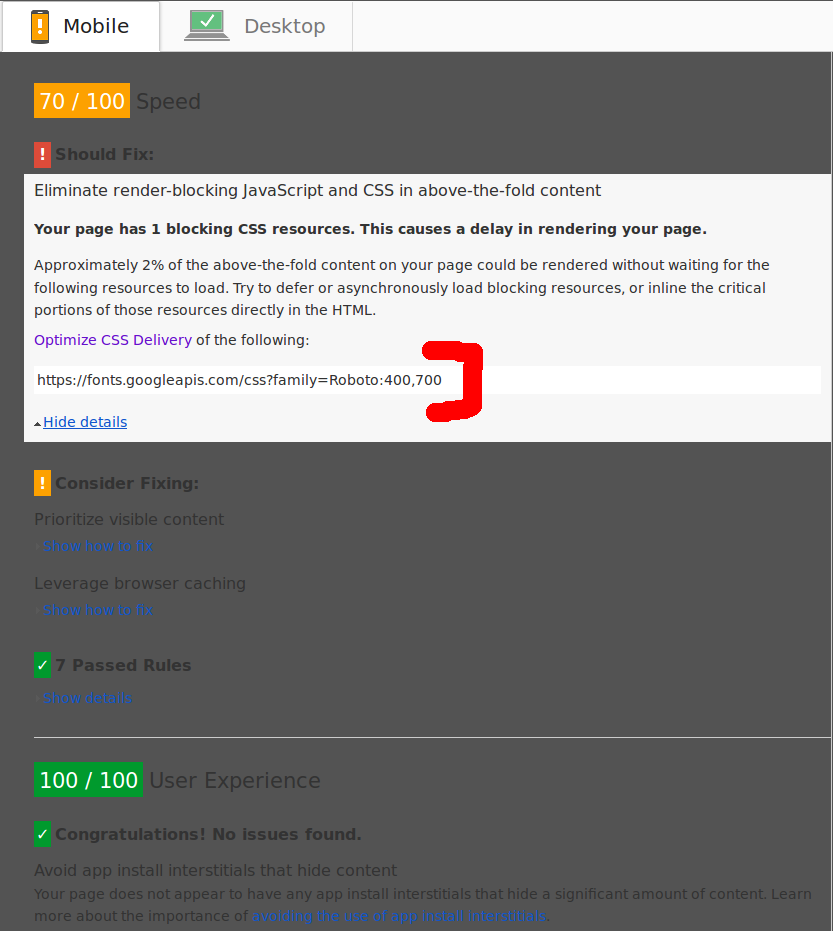 Mobile
Desktop
70 / 100 Speed
! Should Fix:
Eliminate render-blocking JavaScript and CSS in above-the-fold content
Your page has 1 blocking CSS resources. This causes a delay in rendering your page.
Approximately 2% of the above-the-fold content on your page could be rendered without waiting for the
following resources to load. Try to defer or asynchronously load blocking resources, or inline the critical
portions of those resources directly in the HTML.
Optimize CSS Delivery of the following:
https://fonts.googleapis.com/css?family=Roboto:400,700
Hide details
! Consider Fixing:
Prioritize visible content
Show how to fix
Leverage browser caching
Show how to fix
✓ 7 Passed Rules
Show details
100 / 100 User Experience
✓ Congratulations! No issues found.
Avoid app install interstitials that hide content
Your page does not appear to have any app install interstitials that hide a significant amount of content. Learn
more about the importance of avoiding the use of app install interstitials.